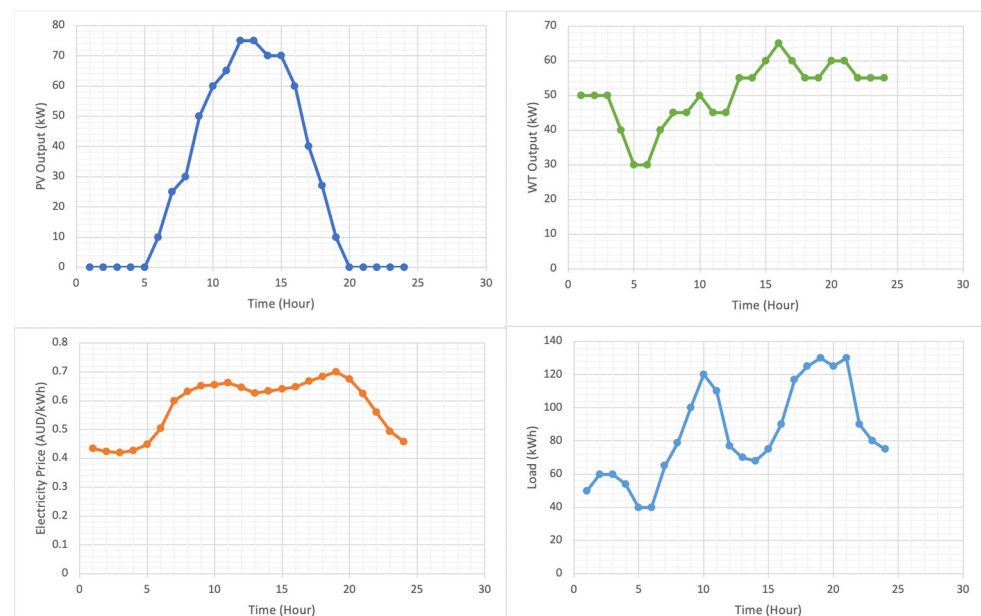 80
70
60
50
40
30
20
10
0
PV Output (kW)
0 5 10 15 20 25 30
Time (Hour)
70
60
50
40
30
20
10
0
WT Output (kW)
0 5 10 15 20 25 30
Time (Hour)
0.8
0.7
0.6
0.5
0.4
0.3
0.2
0.1
0
Electricity Price (AUD/kWh)
0 5 10 15 20 25 30
Time (Hour)
140
120
100
80
60
40
20
0
Load (kWh)
0 5 10 15 20 25 30
Time (Hour)